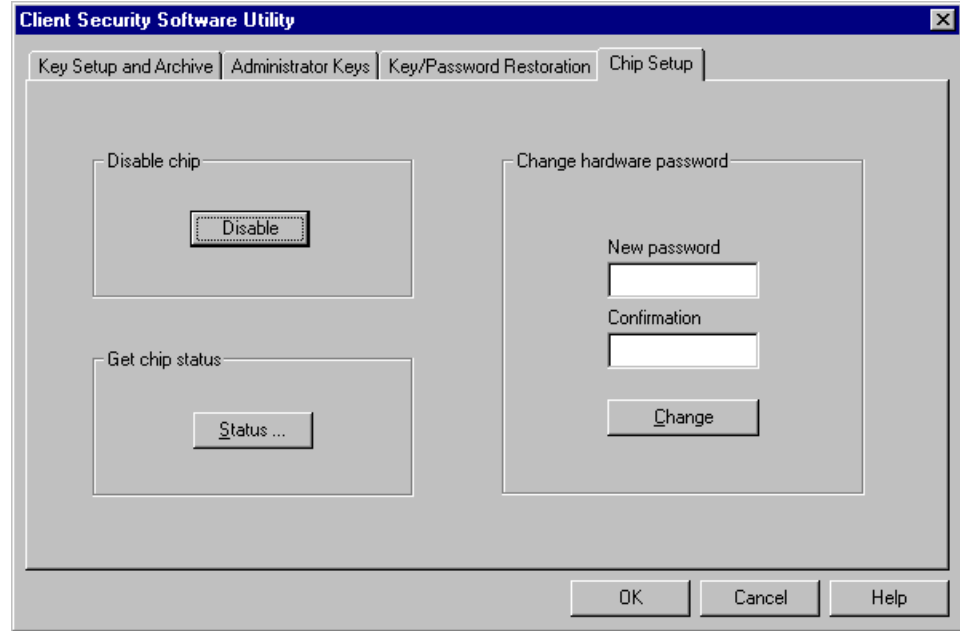 Client Security Software Utility
Key Setup and Archive
Administrator Keys
Key/Password Restoration
Chip Setup
Disable chip
Disable
Get chip status
Status ...
Change hardware password
New password
Confirmation
Change
OK
Cancel
Help